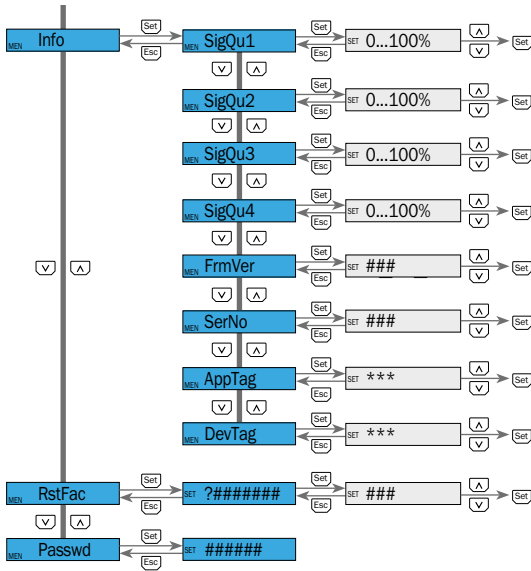 Set Set
MEN Info MEN SigQu1 SET 0...100% Set
Esc Esc
Set
MEN SigQu2 SET 0...100% Set
Esc
Set
MEN SigQu3 SET 0...100% Set
Esc
Set
MEN SigQu4 SET 0...100% Set
Esc
Set
MEN FrmVer SET ### Set
Esc
Set
MEN SerNo SET ### Set
Esc
Set
MEN AppTag SET *** Set
Esc
Set
MEN DevTag SET *** Set
Esc
Set Set
MEN RstFac SET ?####### SET ### Set
Esc Esc
Set
MEN Passwd SET ######
Esc